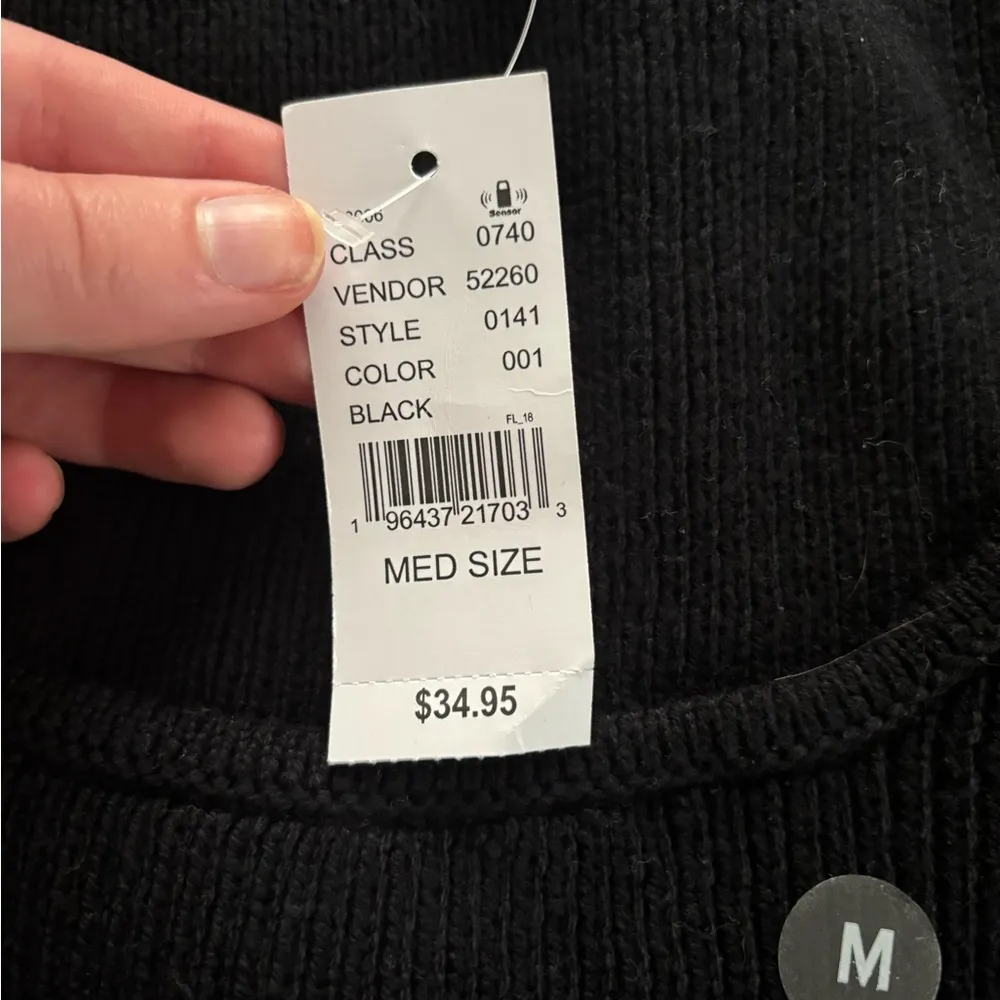 Sensor
CLASS 0740
VENDOR 52260
STYLE 0141
COLOR 001
BLACK
FL_18
1 96437 21703 3
MED SIZE
$34.95
M